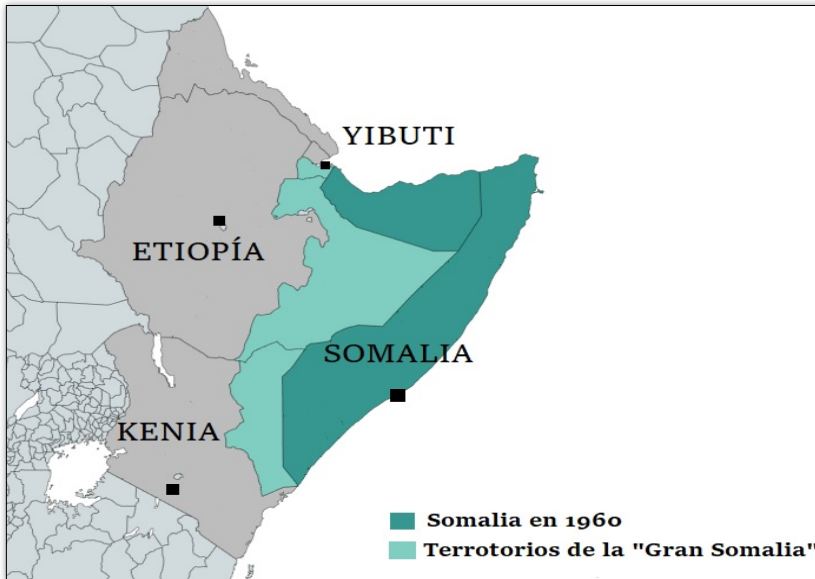 YIBUTI
ETIOPÍA
SOMALIA
KENIA
Somalia en 1960
Terrotorios de la "Gran Somalia"